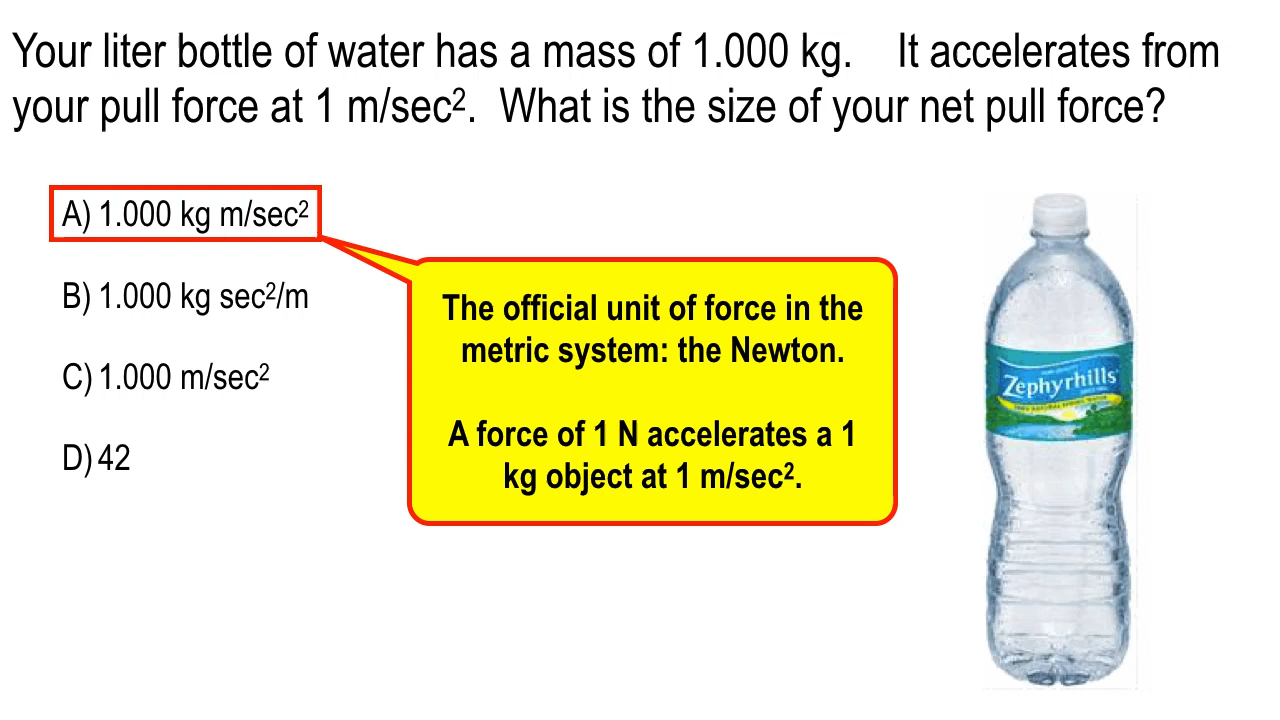 Your liter bottle of water has a mass of 1.000 kg. It accelerates from
your pull force at 1 m/sec². What is the size of your net pull force?
A) 1.000 kg m/sec²
B) 1.000 kg sec²/m
C) 1.000 m/sec²
D) 42
The official unit of force in the
metric system: the Newton.
A force of 1 N accelerates a 1
kg object at 1 m/sec².
Zephyrhills